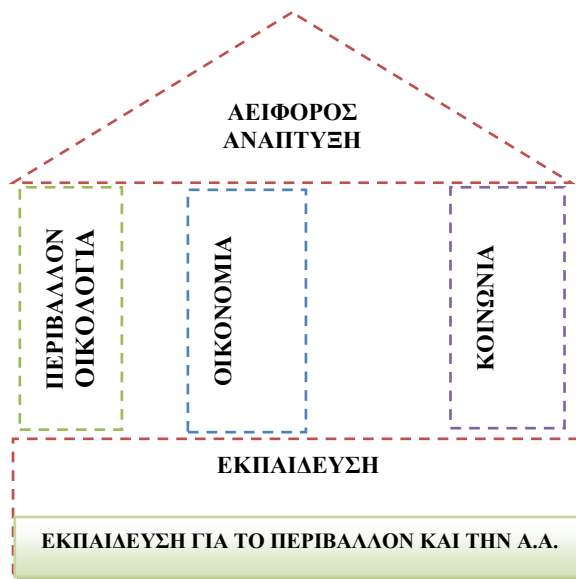 ΑΕΙΦΟΡΟΣ
ΑΝΑΠΤΥΞΗ
ΠΕΡΙΒΑΛΛΟΝ
ΟΙΚΟΛΟΓΙΑ
ΟΙΚΟΝΟΜΙΑ
ΚΟΙΝΩΝΙΑ
ΕΚΠΑΙΔΕΥΣΗ
ΕΚΠΑΙΔΕΥΣΗ ΓΙΑ ΤΟ ΠΕΡΙΒΑΛΛΟΝ ΚΑΙ ΤΗΝ Α.Α.